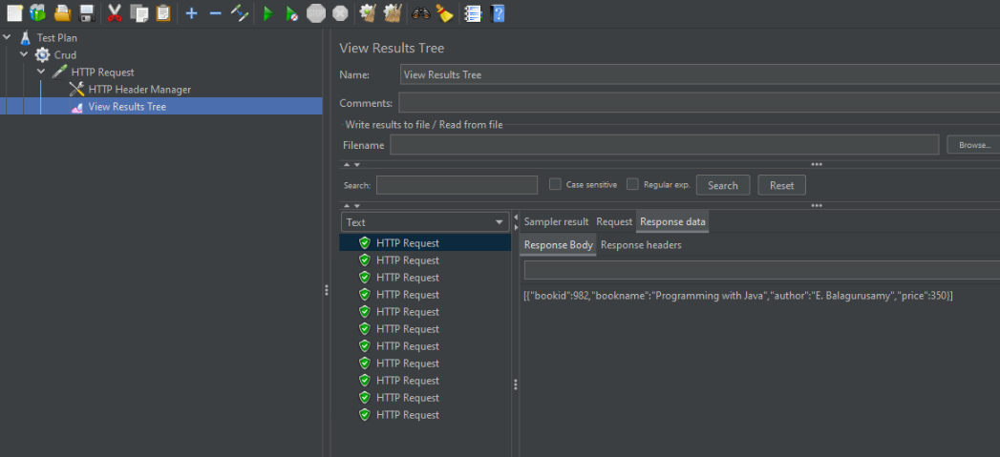 Test Plan
Crud
HTTP Request
HTTP Header Manager
View Results Tree
View Results Tree
Name: View Results Tree
Comments:
Write results to file / Read from file
Filename Browse...
Search: Case sensitive Regular exp. Search Reset
Text
HTTP Request
HTTP Request
HTTP Request
HTTP Request
HTTP Request
HTTP Request
HTTP Request
HTTP Request
HTTP Request
HTTP Request
HTTP Request
Sampler result Request Response data
Response Body Response headers
[{"bookid":982,"bookname":"Programming with Java","author":"E. Balagurusamy","price":350}]